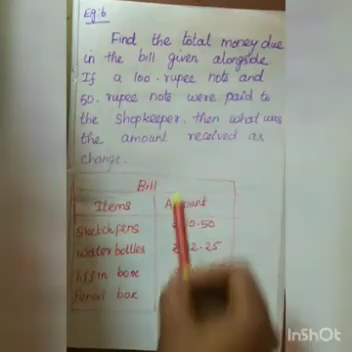 Eg:6
Find the total money due
in the bill given alongside
If a 100-rupee note and
50-rupee note were paid to
the shopkeeper, then what was
the amount received as
change.
Bill
Items Amount
Sketchpens
Water bottles
Tiffin box
Pencil box
InShOt